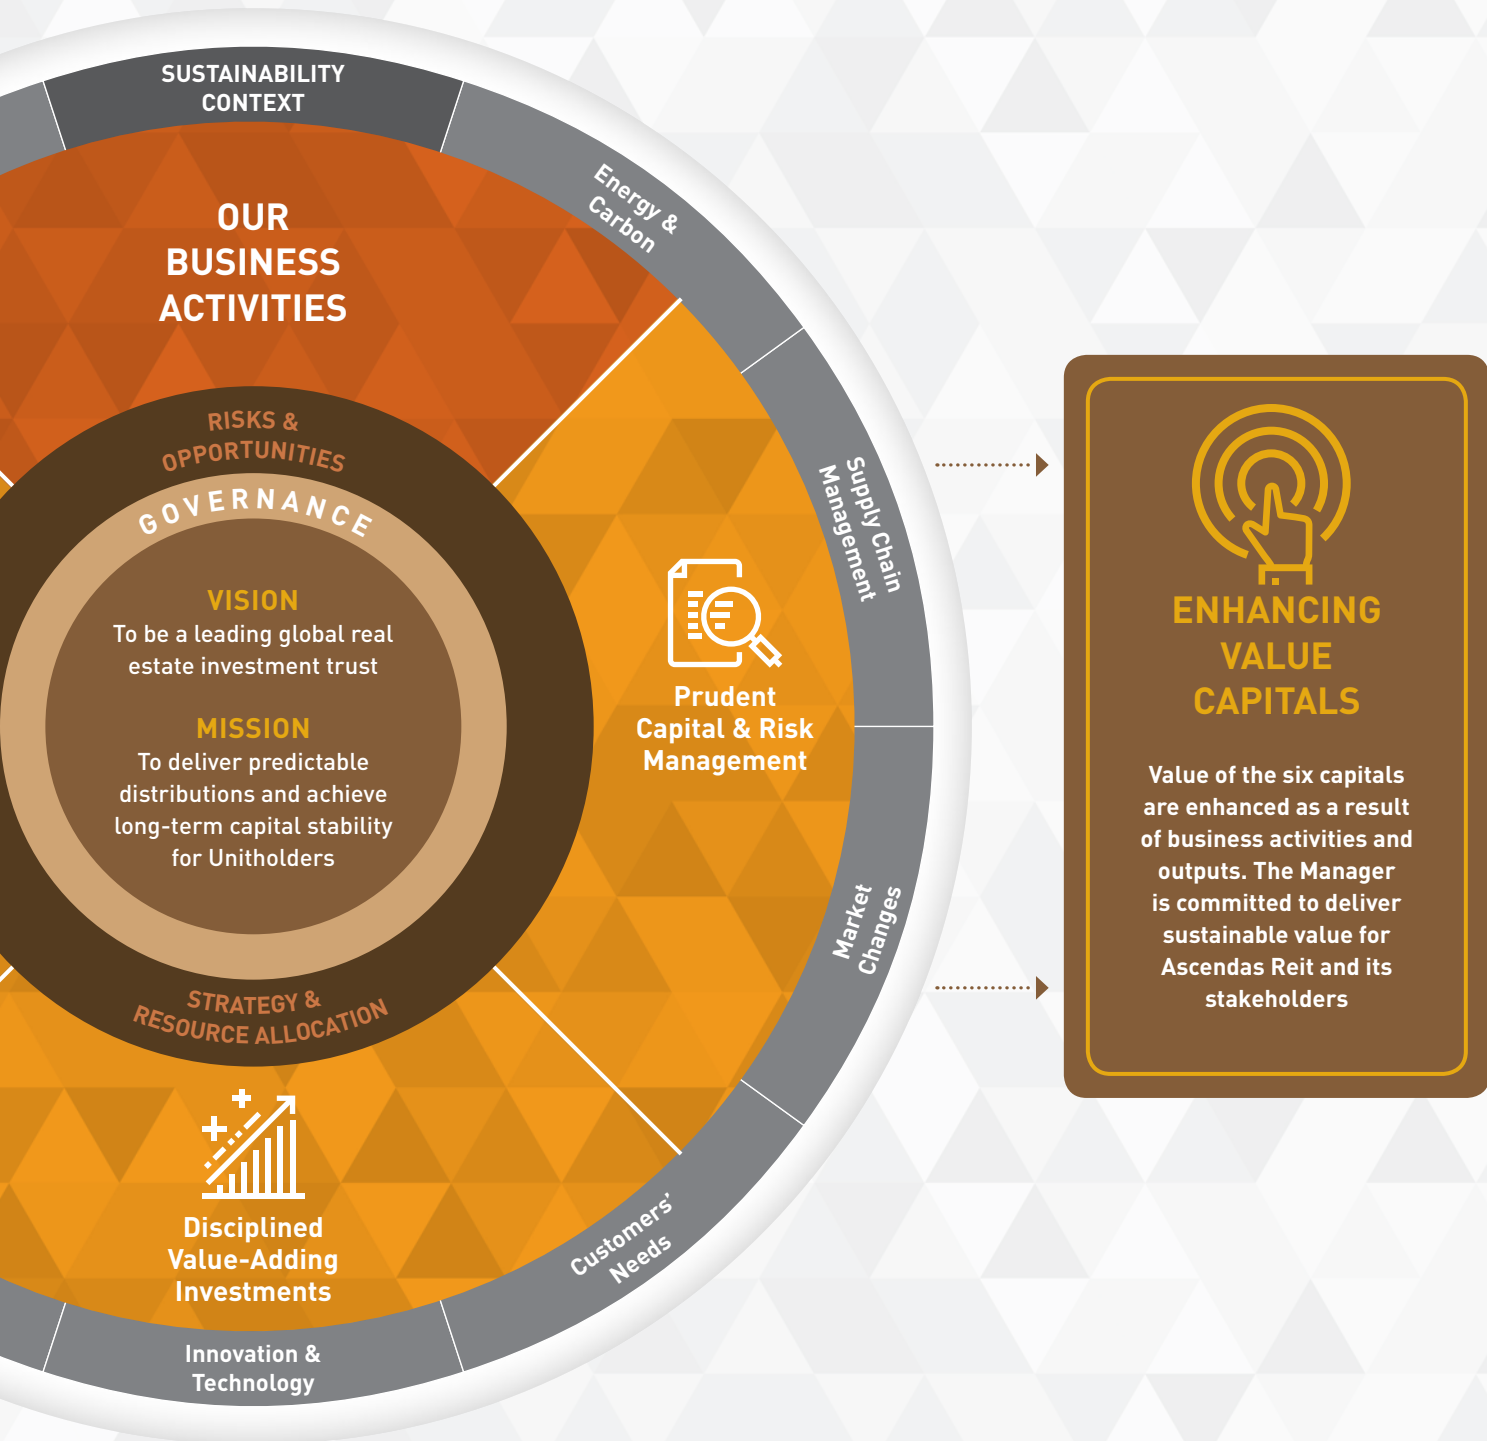 SUSTAINABILITY
CONTEXT
Energy &
Carbon
Supply Chain
Management
Market
Changes
Customers’
Needs
Innovation &
Technology
OUR
BUSINESS
ACTIVITIES
RISKS &
OPPORTUNITIES
GOVERNANCE
VISION
To be a leading global real
estate investment trust
MISSION
To deliver predictable
distributions and achieve
long-term capital stability
for Unitholders
STRATEGY &
RESOURCE ALLOCATION
Prudent
Capital & Risk
Management
Disciplined
Value-Adding
Investments
ENHANCING
VALUE
CAPITALS
Value of the six capitals
are enhanced as a result
of business activities and
outputs. The Manager
is committed to deliver
sustainable value for
Ascendas Reit and its
stakeholders